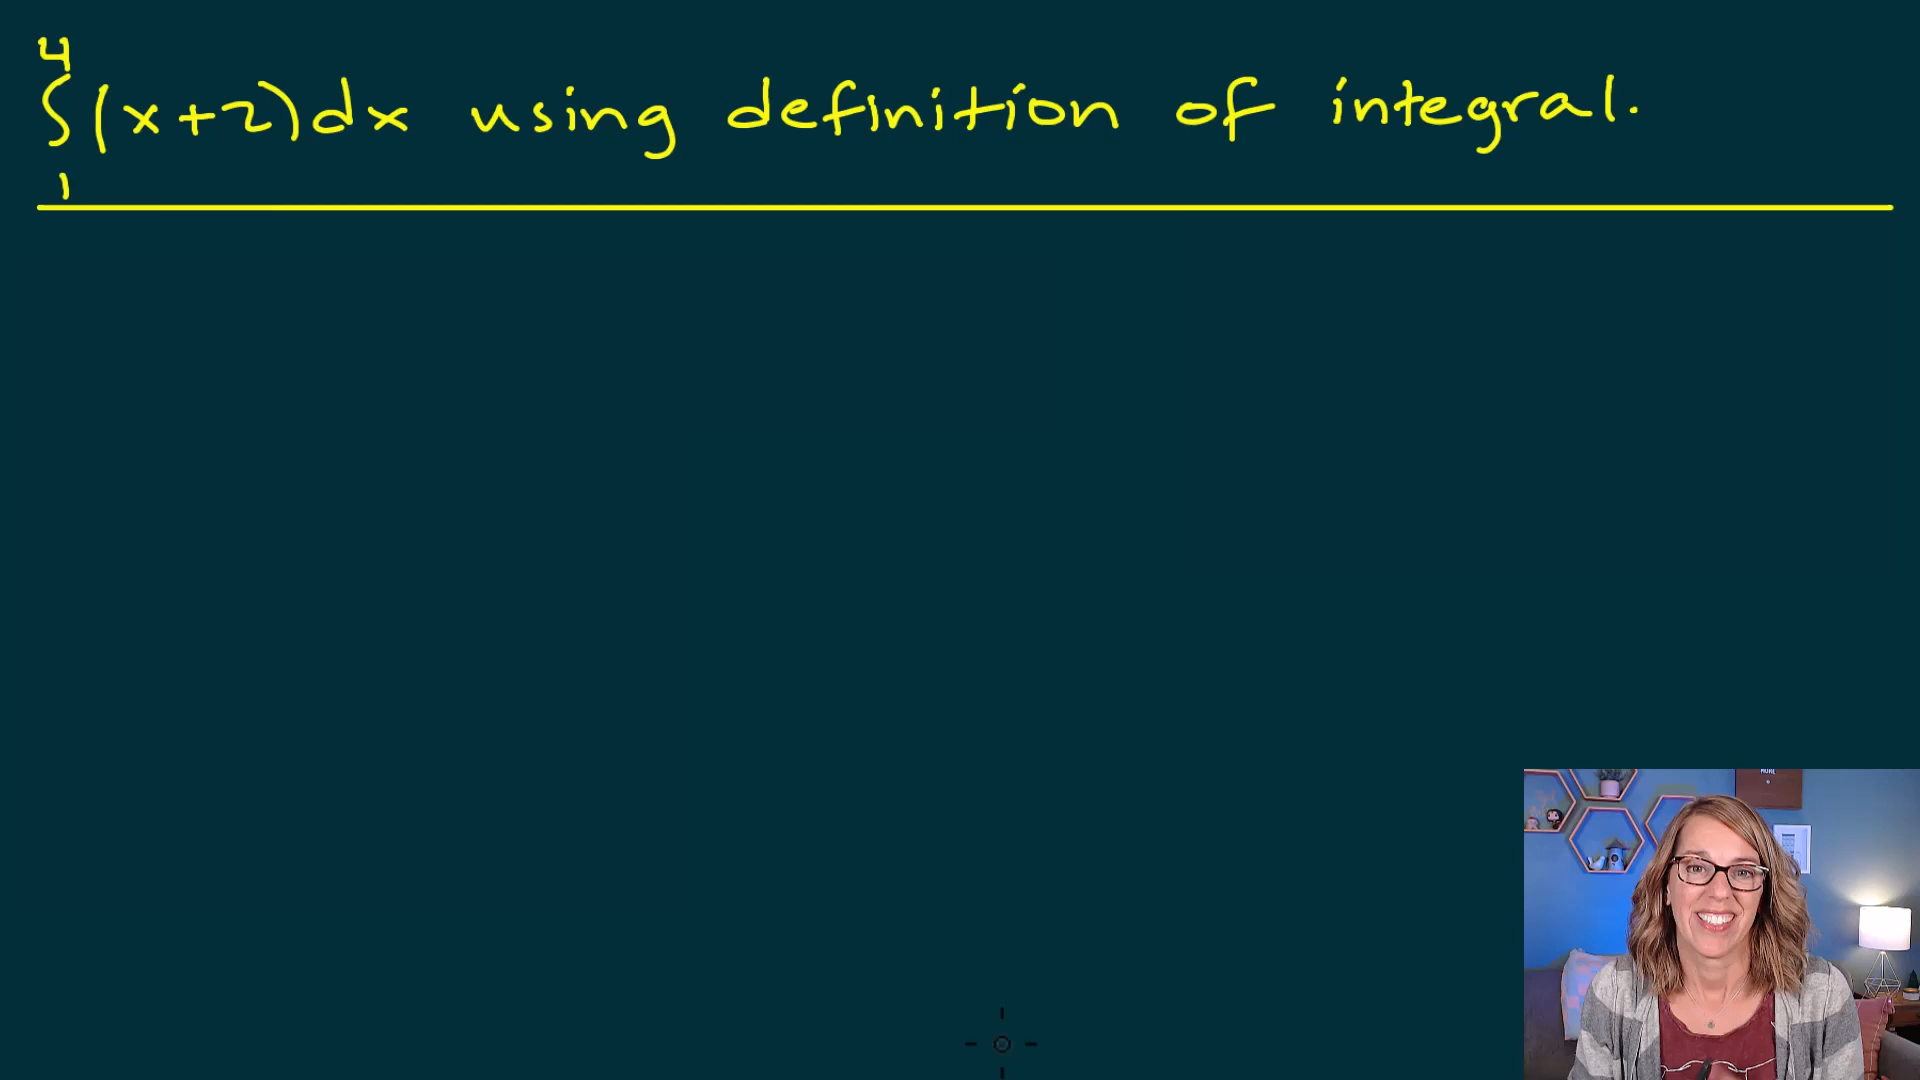 4
∫(x+2)dx using definition of integral.
1